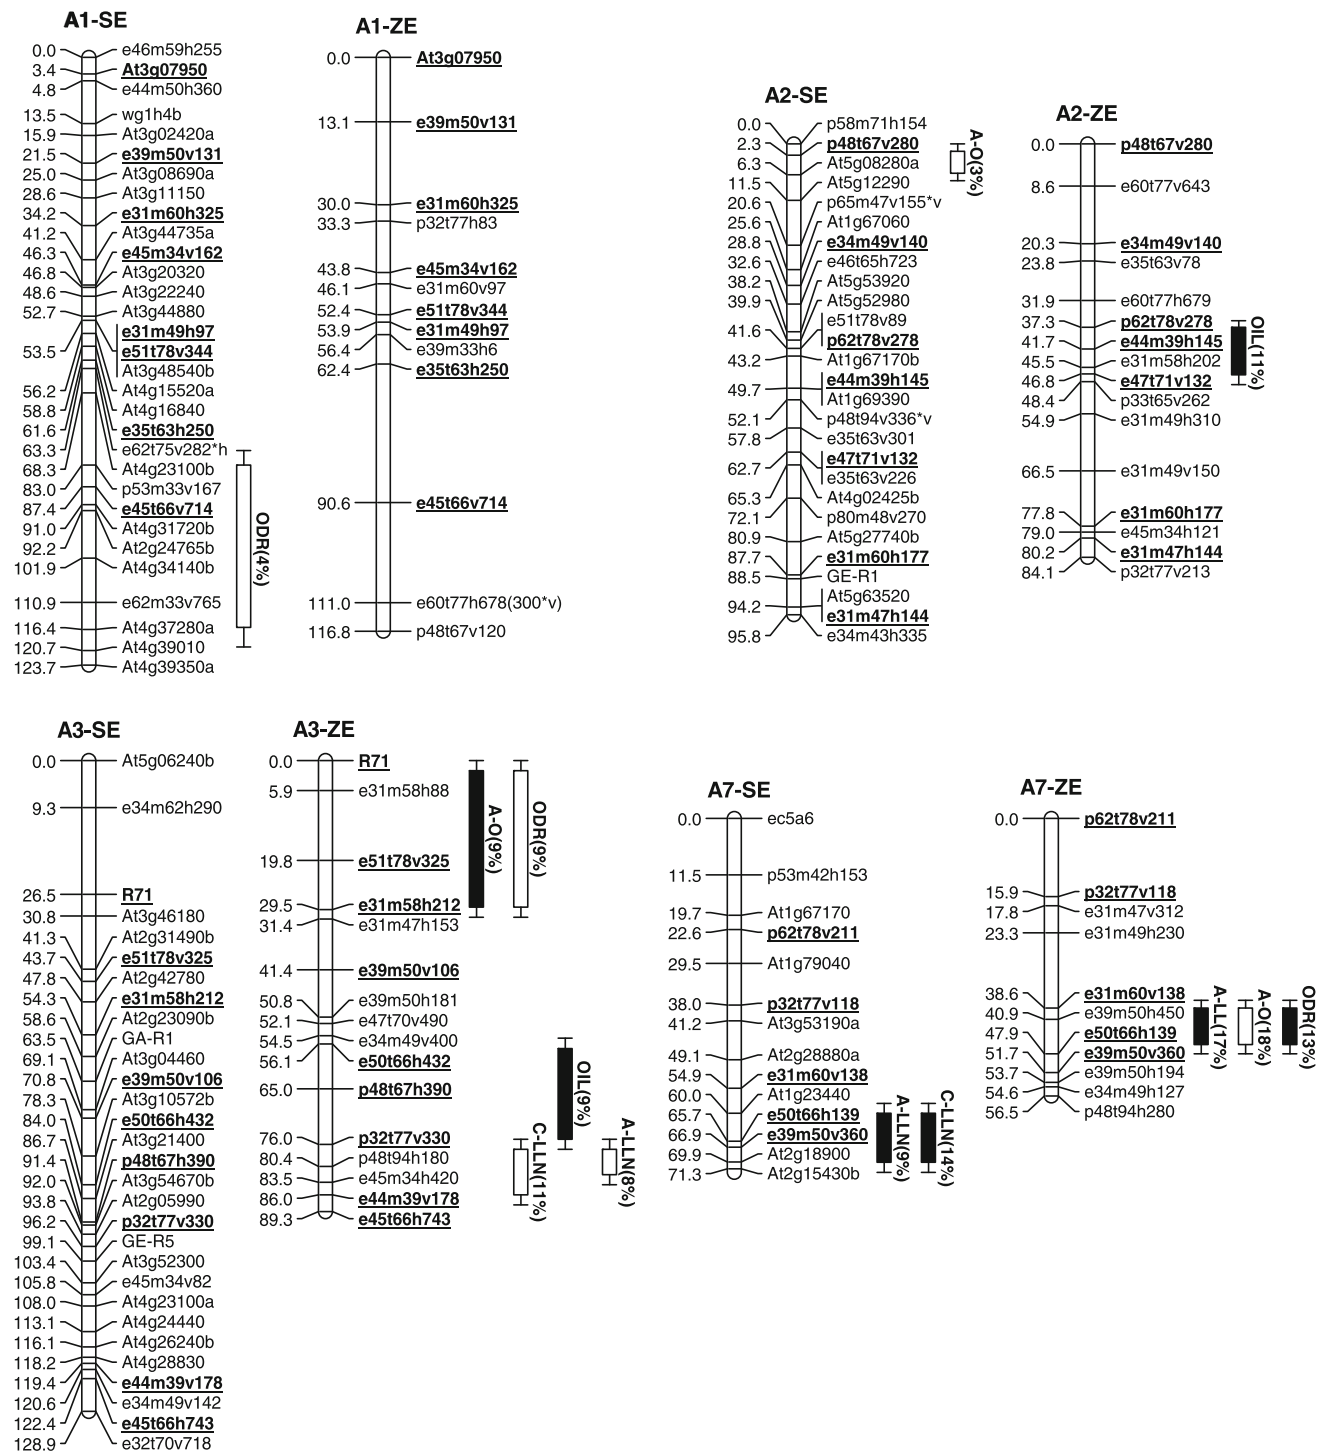 A1-SE
0.0 e46m59h255
3.4 At3g07950
4.8 e44m50h360
13.5 wg1h4b
15.9 At3g02420a
21.5 e39m50v131
25.0 At3g08690a
28.6 At3g11150
34.2 e31m60h325
41.2 At3g44735a
46.3 e45m34v162
46.8 At3g20320
48.6 At3g22240
52.7 At3g44880
e31m49h97
53.5 e51t78v344
At3g48540b
56.2 At4g15520a
58.8 At4g16840
61.6 e35t63h250
63.3 e62t75v282*h
68.3 At4g23100b
83.0 p53m33v167
87.4 e45t66v714
91.0 At4g31720b
92.2 At2g24765b
101.9 At4g34140b
110.9 e62m33v765
116.4 At4g37280a
120.7 At4g39010
123.7 At4g39350a
ODR(4%)
A1-ZE
0.0 At3g07950
13.1 e39m50v131
30.0 e31m60h325
33.3 p32t77h83
43.8 e45m34v162
46.1 e31m60v97
52.4 e51t78v344
53.9 e31m49h97
56.4 e39m33h6
62.4 e35t63h250
90.6 e45t66v714
111.0 e60t77h678(300*v)
116.8 p48t67v120
A2-SE
0.0 p58m71h154
2.3 p48t67v280
6.3 At5g08280a
11.5 At5g12290
20.6 p65m47v155*v
25.6 At1g67060
28.8 e34m49v140
32.6 e46t65h723
38.2 At5g53920
39.9 At5g52980
e51t78v89
41.6 p62t78v278
43.2 At1g67170b
e44m39h145
49.7 At1g69390
52.1 p48t94v336*v
57.8 e35t63v301
e47t71v132
62.7 e35t63v226
65.3 At4g02425b
72.1 p80m48v270
80.9 At5g27740b
87.7 e31m60h177
88.5 GE-R1
At5g63520
94.2 e31m47h144
95.8 e34m43h335
A-O(3%)
A2-ZE
0.0 p48t67v280
8.6 e60t77v643
20.3 e34m49v140
23.8 e35t63v78
31.9 e60t77h679
37.3 p62t78v278
41.7 e44m39h145
45.5 e31m58h202
46.8 e47t71v132
48.4 p33t65v262
54.9 e31m49h310
66.5 e31m49v150
77.8 e31m60h177
79.0 e45m34h121
80.2 e31m47h144
84.1 p32t77v213
OIL(11%)
A3-SE
0.0 At5g06240b
9.3 e34m62h290
26.5 R71
30.8 At3g46180
41.3 At2g31490b
43.7 e51t78v325
47.8 At2g42780
54.3 e31m58h212
58.6 At2g23090b
63.5 GA-R1
69.1 At3g04460
70.8 e39m50v106
78.3 At3g10572b
84.0 e50t66h432
86.7 At3g21400
91.4 p48t67h390
92.0 At3g54670b
93.8 At2g05990
96.2 p32t77v330
99.1 GE-R5
103.4 At3g52300
105.8 e45m34v82
108.0 At4g23100a
113.1 At4g24440
116.1 At4g26240b
118.2 At4g28830
119.4 e44m39v178
120.6 e34m49v142
122.4 e45t66h743
128.9 e32t70v718
A3-ZE
0.0 R71
5.9 e31m58h88
19.8 e51t78v325
29.5 e31m58h212
31.4 e31m47h153
41.4 e39m50v106
50.8 e39m50h181
52.1 e47t70v490
54.5 e34m49v400
56.1 e50t66h432
65.0 p48t67h390
76.0 p32t77v330
80.4 p48t94h180
83.5 e45m34h420
86.0 e44m39v178
89.3 e45t66h743
A-O(9%)
ODR(9%)
C-LLN(11%)
OIL(9%)
A-LLN(8%)
A7-SE
0.0 ec5a6
11.5 p53m42h153
19.7 At1g67170
22.6 p62t78v211
29.5 At1g79040
38.0 p32t77v118
41.2 At3g53190a
49.1 At2g28880a
54.9 e31m60v138
60.0 At1g23440
65.7 e50t66h139
66.9 e39m50v360
69.9 At2g18900
71.3 At2g15430b
A-LLN(9%)
C-LLN(14%)
A7-ZE
0.0 p62t78v211
15.9 p32t77v118
17.8 e31m47v312
23.3 e31m49h230
38.6 e31m60v138
40.9 e39m50h450
47.9 e50t66h139
51.7 e39m50v360
53.7 e39m50h194
54.6 e34m49h127
56.5 p48t94h280
A-LL(17%)
A-O(18%)
ODR(13%)